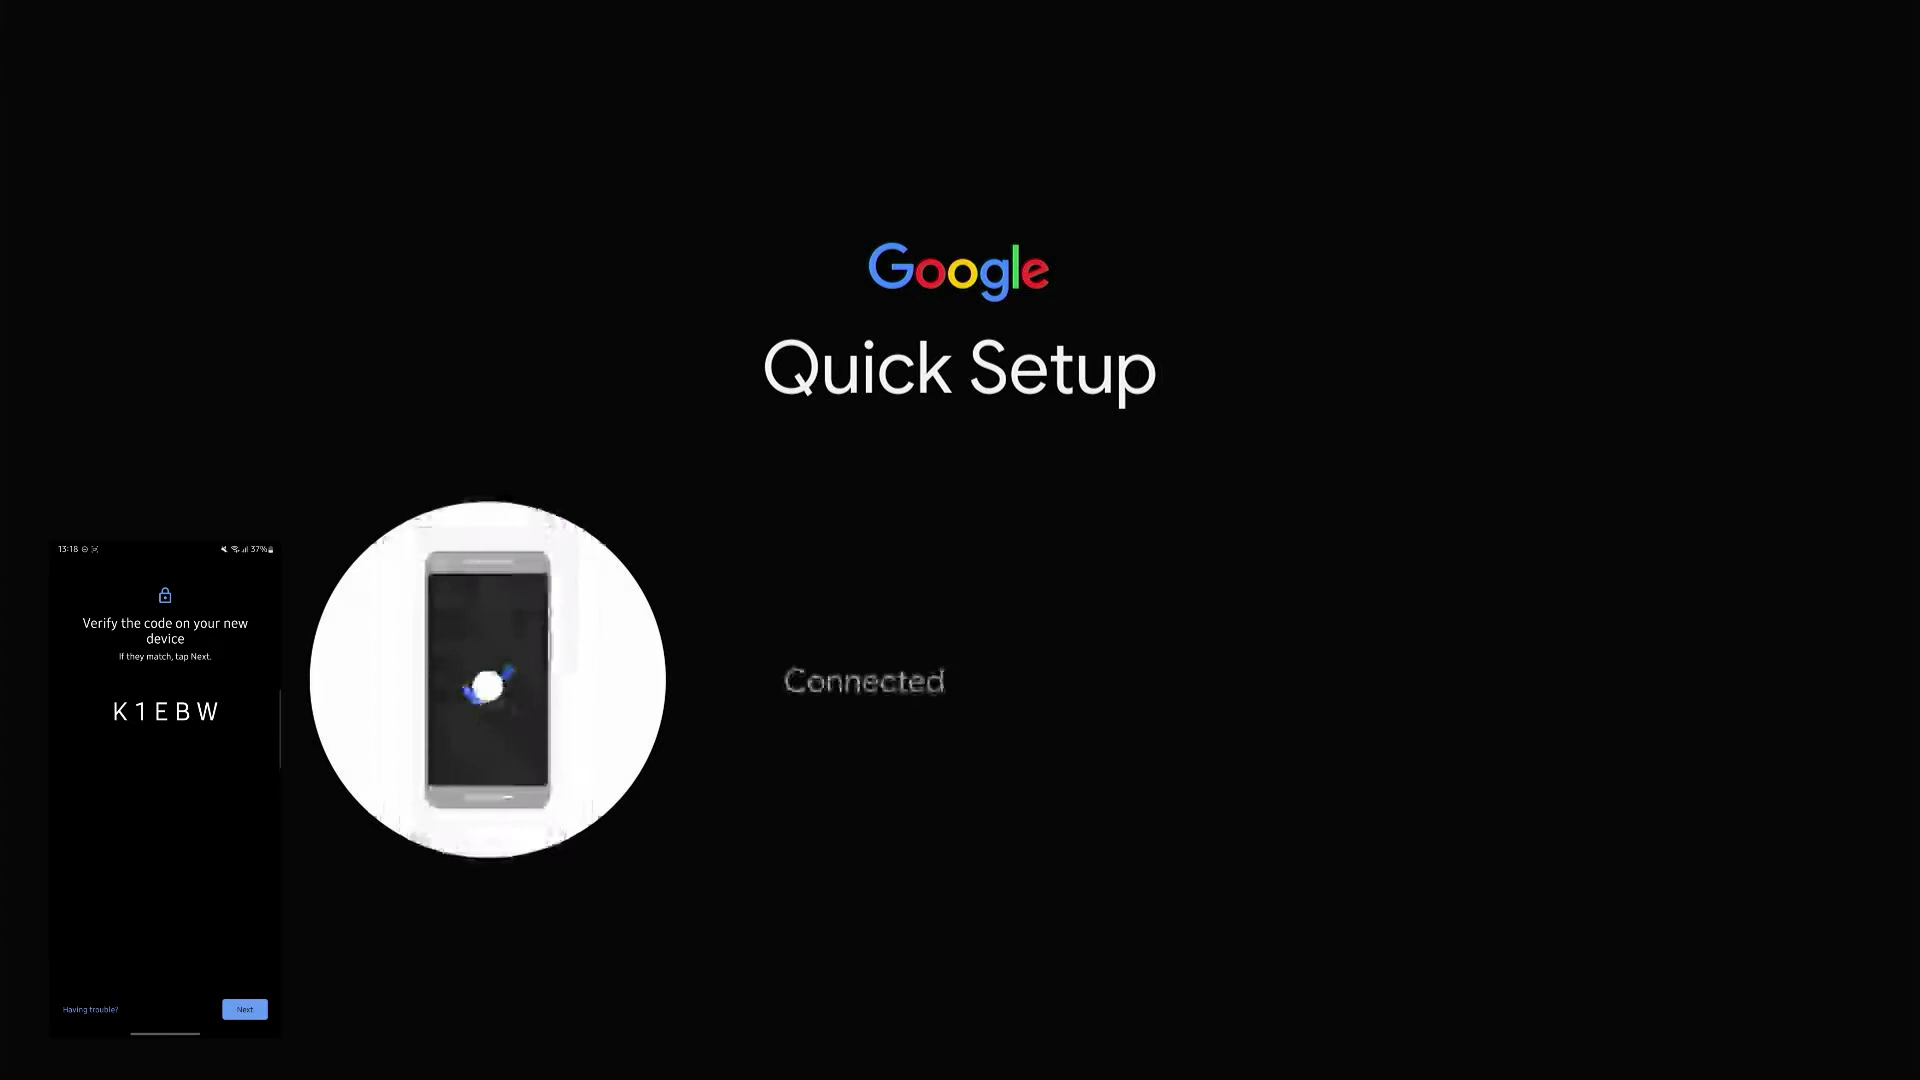 Google
Quick Setup
13:18
37%
Verify the code on your new
device
If they match, tap Next.
K1EBW
Connected
Having trouble?
Next